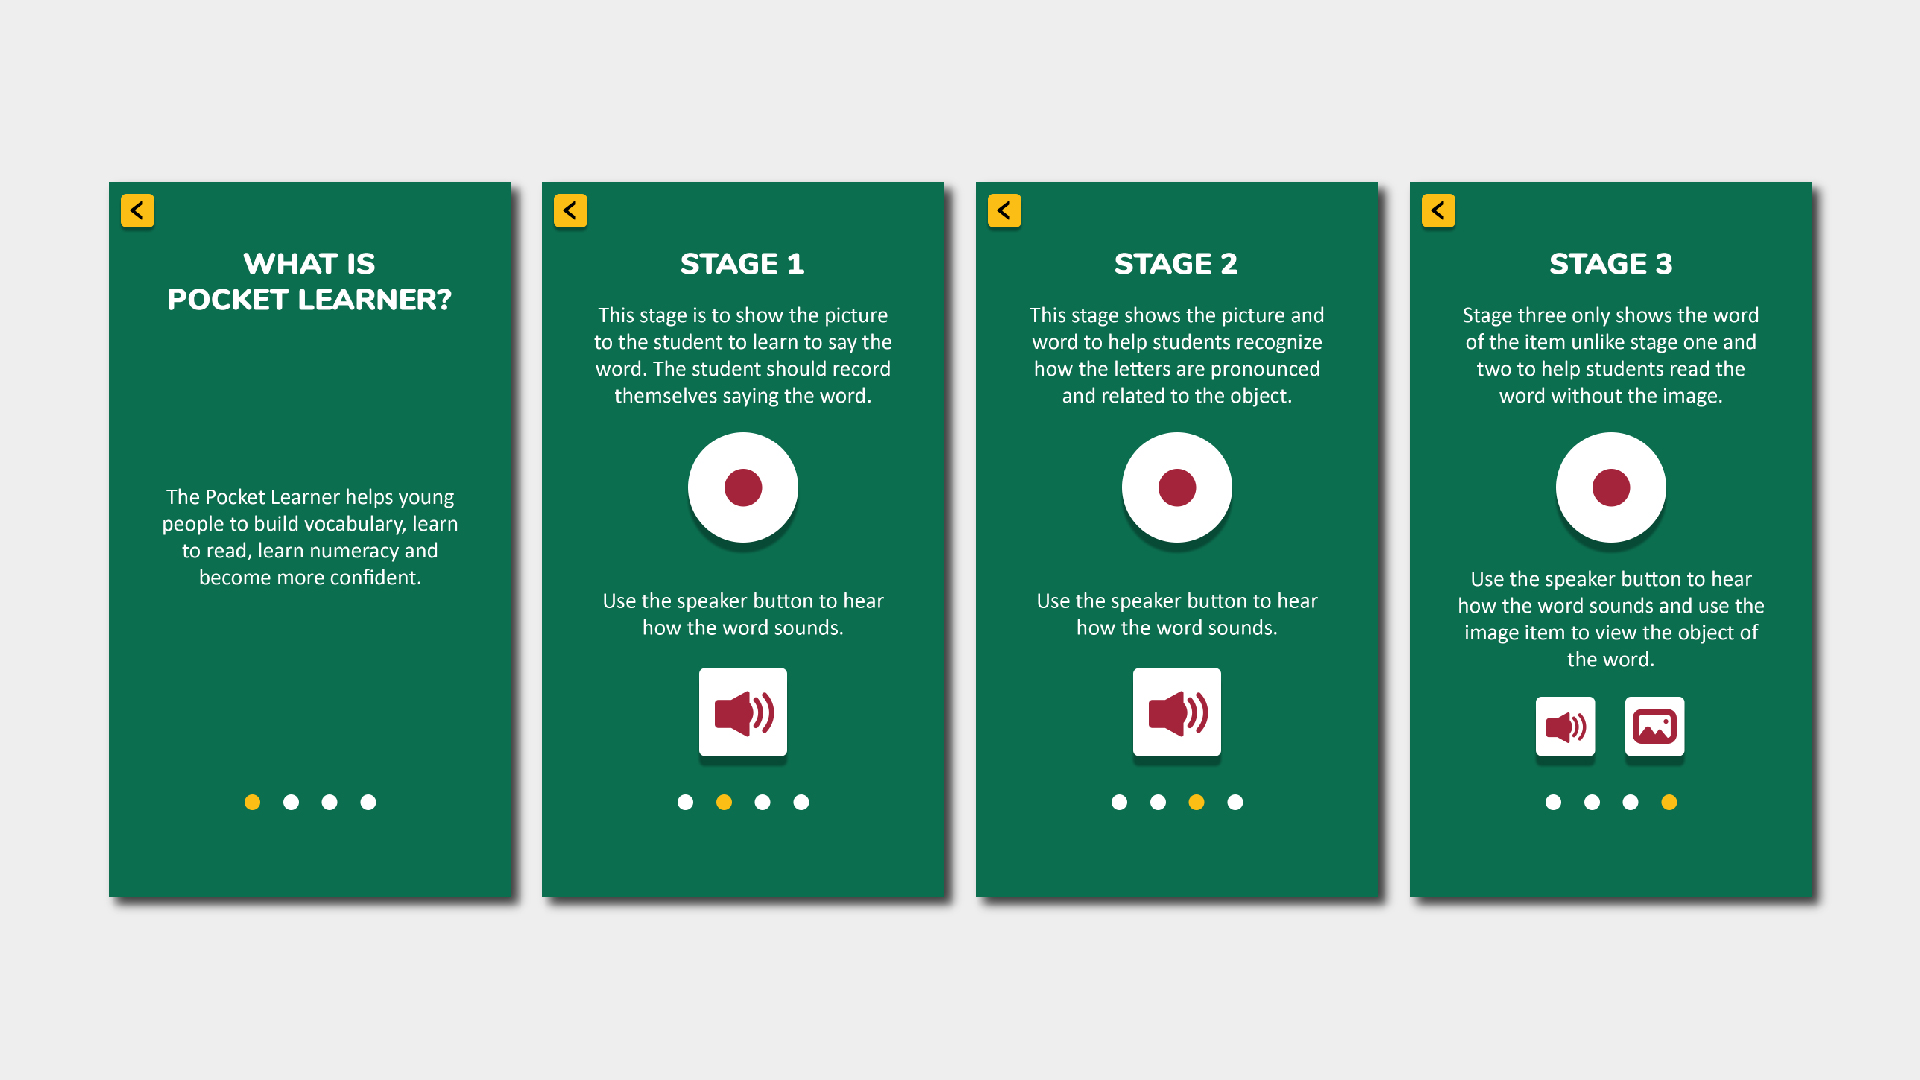 WHAT IS
POCKET LEARNER?
The Pocket Learner helps young
people to build vocabulary, learn
to read, learn numeracy and
become more confident.
STAGE 1
This stage is to show the picture
to the student to learn to say the
word. The student should record
themselves saying the word.
Use the speaker button to hear
how the word sounds.
STAGE 2
This stage shows the picture and
word to help students recognize
how the letters are pronounced
and related to the object.
Use the speaker button to hear
how the word sounds.
STAGE 3
Stage three only shows the word
of the item unlike stage one and
two to help students read the
word without the image.
Use the speaker button to hear
how the word sounds and use the
image item to view the object of
the word.